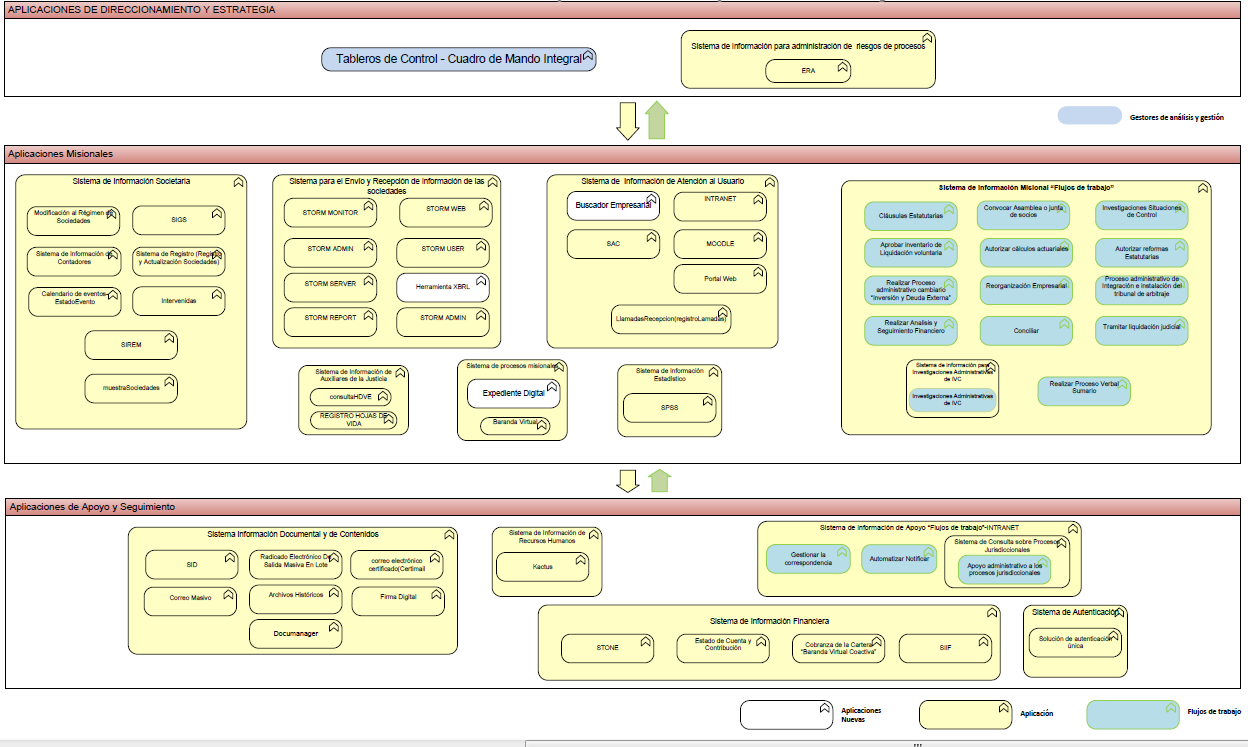 APLICACIONES DE DIRECCIONAMIENTO Y ESTRATEGIA
Tableros de Control - Cuadro de Mando Integral
Sistema de Información para administración de riesgos de procesos
ERA
Gestores de análisis y gestión
Aplicaciones Misionales
Sistema de Información Societaria
Modificación al Régimen de
Sociedades
SIGS
Sistema de Información de
Contadores
Sistema de Registro (Registro
y Actualización Sociedades)
Calendario de eventos-
EstadoEvento
Intervenidas
SIREM
muestraSociedades
Sistema para el Envío y Recepción de Información de las
sociedades
STORM MONITOR
STORM WEB
STORM ADMIN
STORM USER
STORM SERVER
Herramienta XBRL
STORM REPORT
STORM ADMIN
Sistema de Información de Atención al Usuario
Buscador Empresarial
INTRANET
SAC
MOODLE
Portal Web
LlamadasRecepcion(registroLamadas)
Sistema de Información de
Auxiliares de la Justicia
consultaHDVE
REGISTRO HOJAS DE
VIDA
Sistema de procesos misionales
Expediente Digital
Baranda Virtual
Sistema de Información
Estadístico
SPSS
Sistema de Información Misional "Flujos de trabajo"
Cláusulas Estatutarias
Convocar Asamblea o junta
de socios
Investigaciones Situaciones
de Control
Aprobar inventario de
Liquidación voluntaria
Autorizar cálculos actuariales
Autorizar reformas
Estatutarias
Realizar Proceso
administrativo cambiario
"Inversión y Deuda Externa"
Reorganización Empresarial
Proceso administrativo de
Integración e instalación del
tribunal de arbitraje
Realizar Analisis y
Seguimiento Financiero
Conciliar
Tramitar liquidación judicial
Sistema de información para
Investigaciones Administrativas
de IVC
Investigaciones Administrativas
de IVC
Realizar Proceso Verbal
Sumario
Aplicaciones de Apoyo y Seguimiento
Sistema Información Documental y de Contenidos
SID
Radicado Electrónico De
Salida Masiva En Lote
correo electrónico
certificado(Certimail
Correo Masivo
Archivos Históricos
Firma Digital
Documanager
Sistema de Información de
Recursos Humanos
Kactus
Sistema de Información de Apoyo "Flujos de trabajo"-INTRANET
Gestionar la
correspondencia
Automatizar Notificar
Sistema de Consulta sobre Procesos
Jurisdiccionales
Apoyo administrativo a los
procesos jurisdiccionales
Sistema de Información Financiera
STONE
Estado de Cuenta y
Contribución
Cobranza de la Cartera
"Baranda Virtual Coactiva"
SIIF
Sistema de Autenticación
Solución de autenticación
única
Aplicaciones
Nuevas
Aplicación
Flujos de trabajo